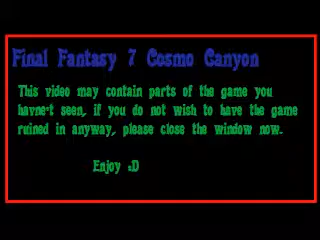 Final Fantasy 7 Cosmo Canyon
This video may contain parts of the game you
havne-t seen, if you do not wish to have the game
ruined in anyway, please close the window now.
Enjoy :D